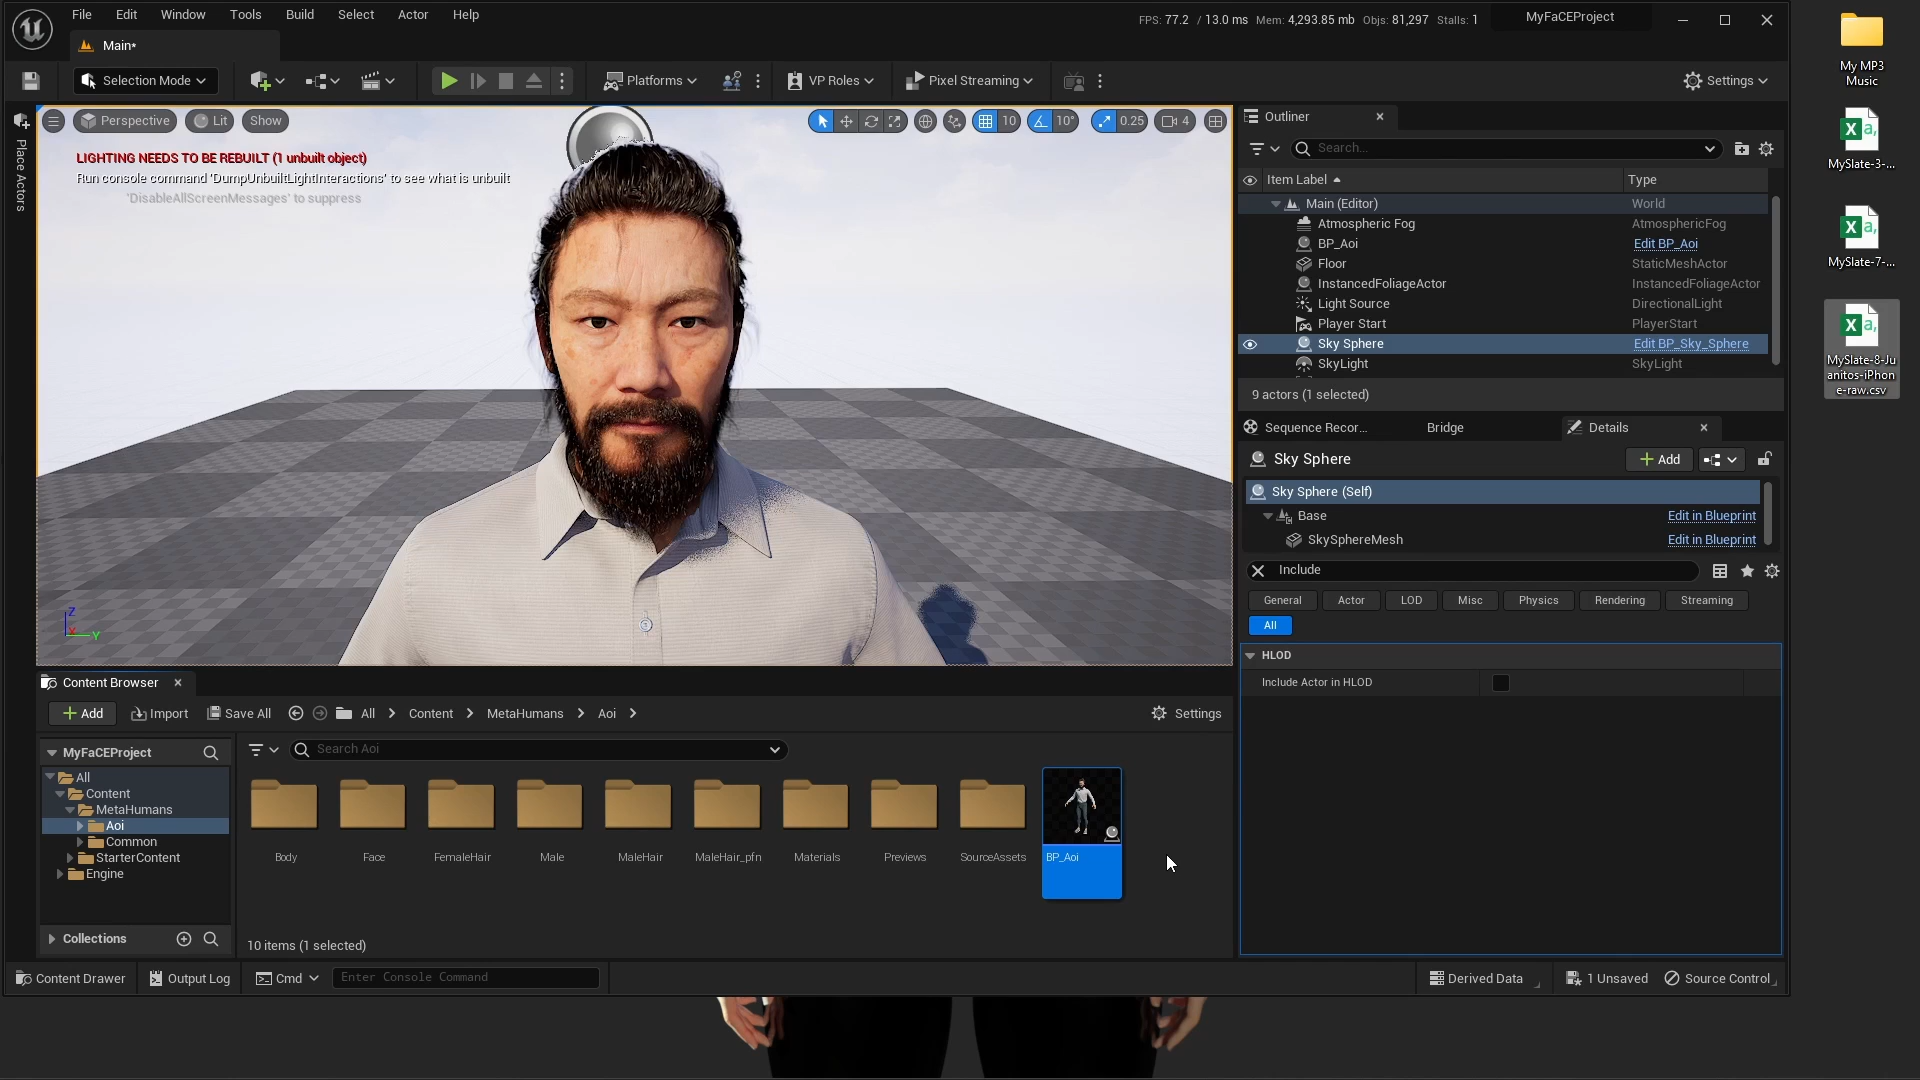 File Edit Window Tools Build Select Actor Help
FPS: 77.2 / 13.0 ms Mem: 4,293.85 mb Objs: 81,297 Stalls: 1
MyFaCEProject
Main*
Selection Mode
Platforms
VP Roles
Pixel Streaming
Settings
Place Actors
Perspective Lit Show
10 10° 0.25 4
LIGHTING NEEDS TO BE REBUILT (1 unbuilt object)
Run console command 'DumpUnbuiltLightInteractions' to see what is unbuilt
'DisableAllScreenMessages' to suppress
Z
X
Y
Outliner
Search...
Item Label Type
Main (Editor) World
Atmospheric Fog AtmosphericFog
BP_Aoi Edit BP_Aoi
Floor StaticMeshActor
InstancedFoliageActor InstancedFoliageActor
Light Source DirectionalLight
Player Start PlayerStart
Sky Sphere Edit BP_Sky_Sphere
SkyLight SkyLight
9 actors (1 selected)
Sequence Recor... Bridge Details
Sky Sphere
Add
Sky Sphere (Self)
Base Edit in Blueprint
SkySphereMesh Edit in Blueprint
Include
General Actor LOD Misc Physics Rendering Streaming
All
HLOD
Include Actor in HLOD
Content Browser
Add Import Save All All Content MetaHumans Aoi
Settings
MyFaCEProject
All
Content
MetaHumans
Aoi
Common
StarterContent
Engine
Collections
Search Aoi
Body Face FemaleHair Male MaleHair MaleHair_pfn Materials Previews SourceAssets BP_Aoi
10 items (1 selected)
Content Drawer Output Log Cmd Enter Console Command
Derived Data 1 Unsaved Source Control
My MP3
Music
MySlate-3-...
MySlate-7-...
MySlate-8-Ju
anitos-iPhon
e-raw.csv